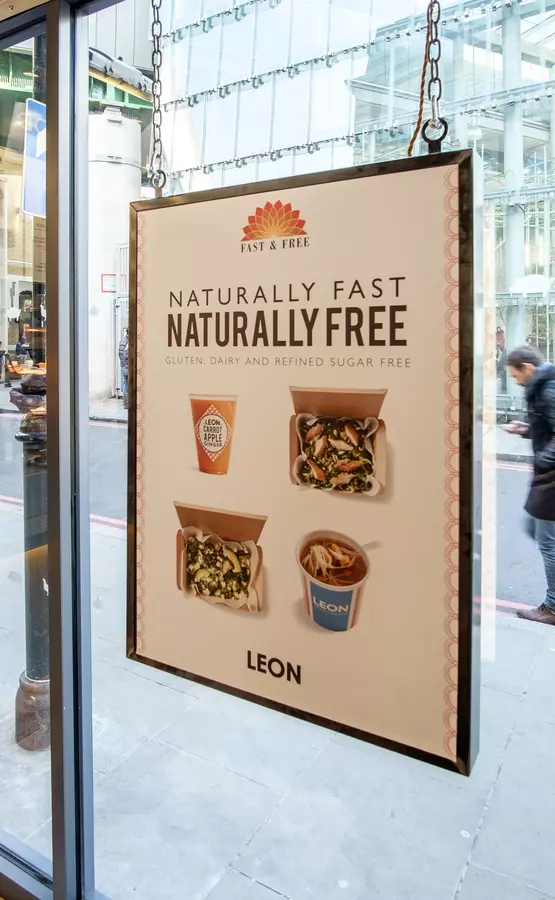 FAST & FREE
NATURALLY FAST
NATURALLY FREE
GLUTEN, DAIRY AND REFINED SUGAR FREE
LEON
CARROT
APPLE
GINGER
LEON
LEON